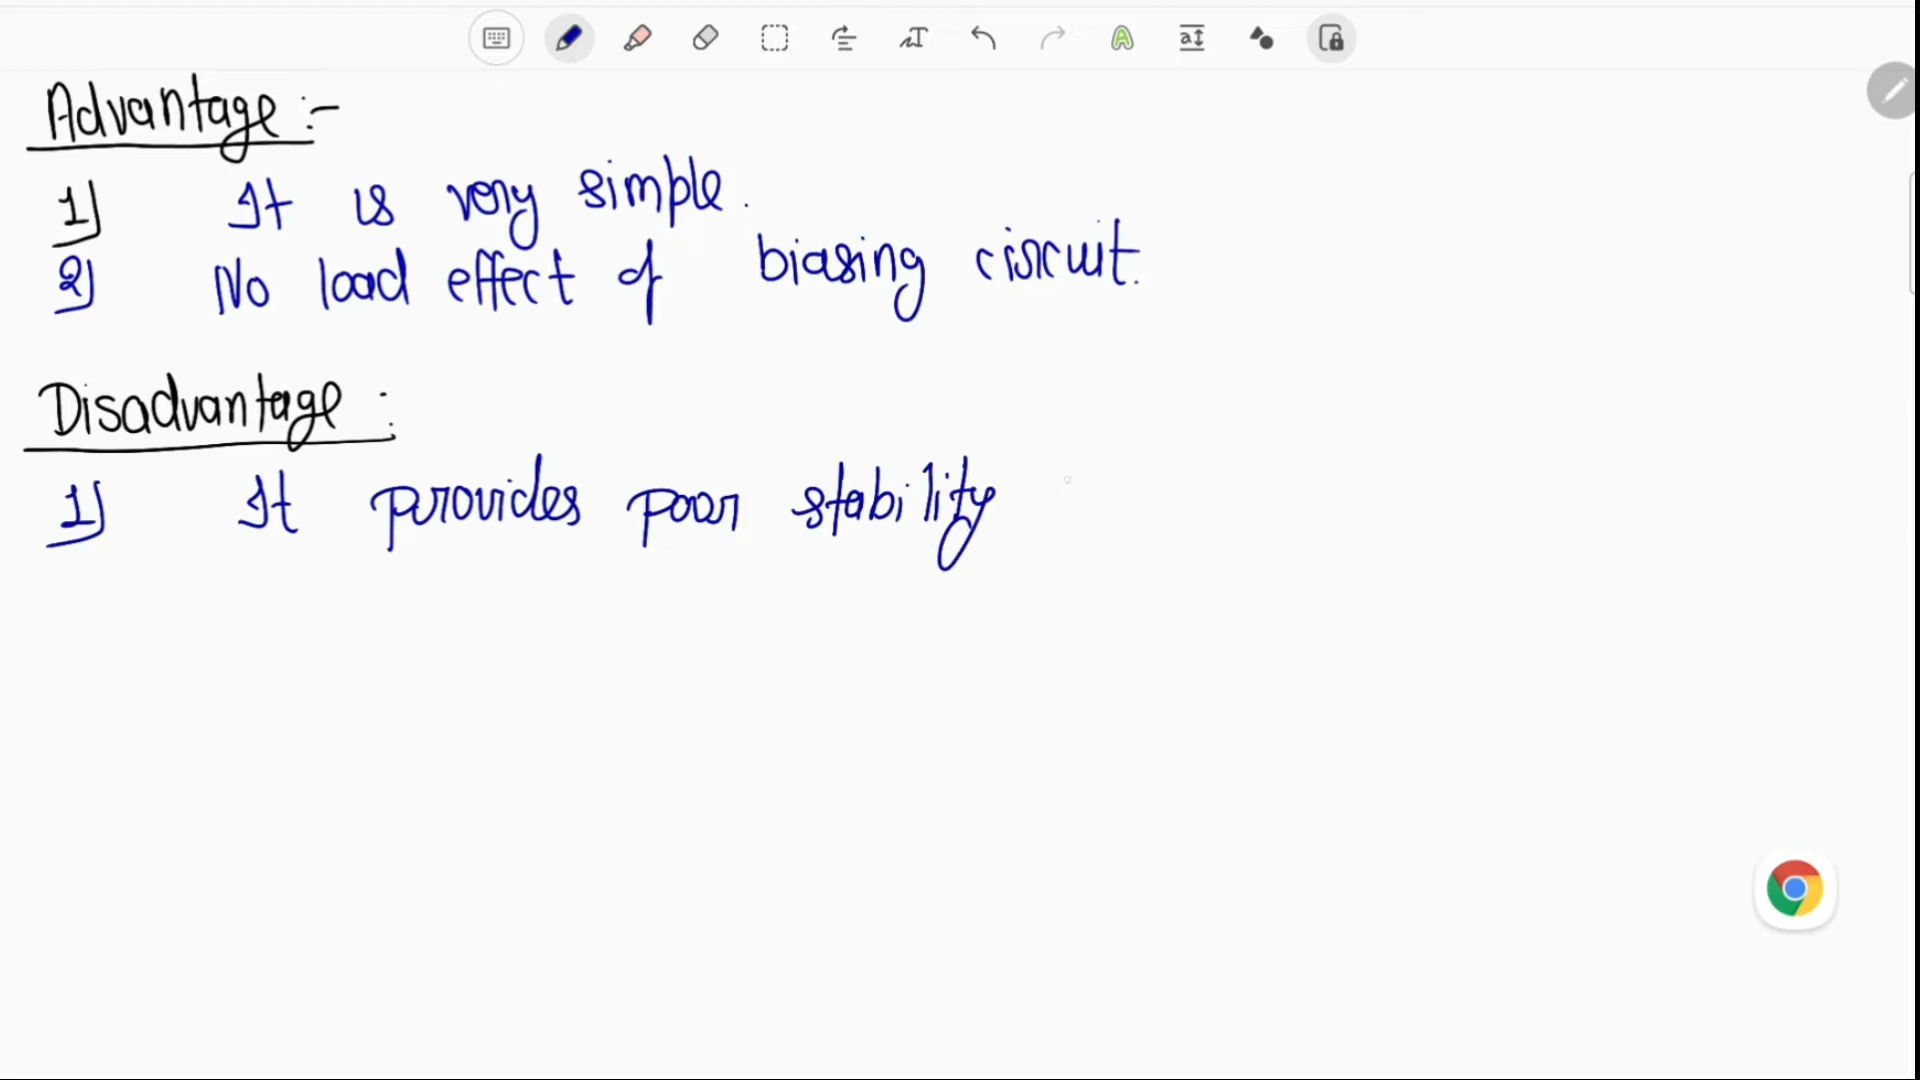 Advantage :-
1) It is very simple.
2) No load effect of biasing circuit.
Disadvantage :
1) It provides poor stability